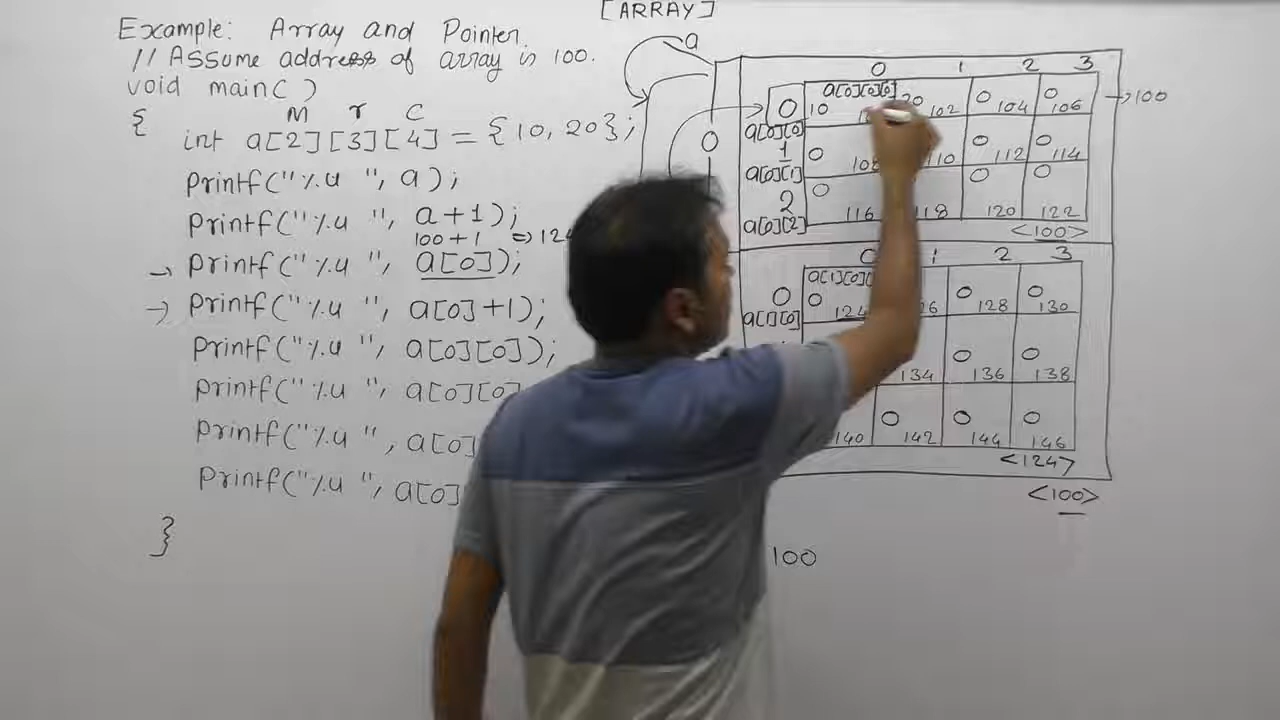 [ARRAY]
Example: Array and Pointer.
// Assume address of array is 100.
void main( )
{
M r C
int a[2][3][4] = {10, 20};
printf("%u ", a);
printf("%u ", a+1);
100+1 => 124
→ printf("%u ", a[0]);
→ printf("%u ", a[0]+1);
printf("%u ", a[0][0]);
printf("%u ", a[0][0]
printf("%u ", a[0]
printf("%u ", a[0]
}
a
0
0 1 2 3
a[0][0][0]
0 10 20 102 0 104 0 106 → 100
a[0][0]
1 0 108 110 0 112 0 114
a[0][1]
2 0 116 118 0 120 0 122
a[0][2]
<100>
0 1 2 3
a[1][0][0
0 0 124 126 0 128 0 130
a[1][0]
134 0 136 0 138
140 0 142 0 144 0 146
<124>
<100>
100